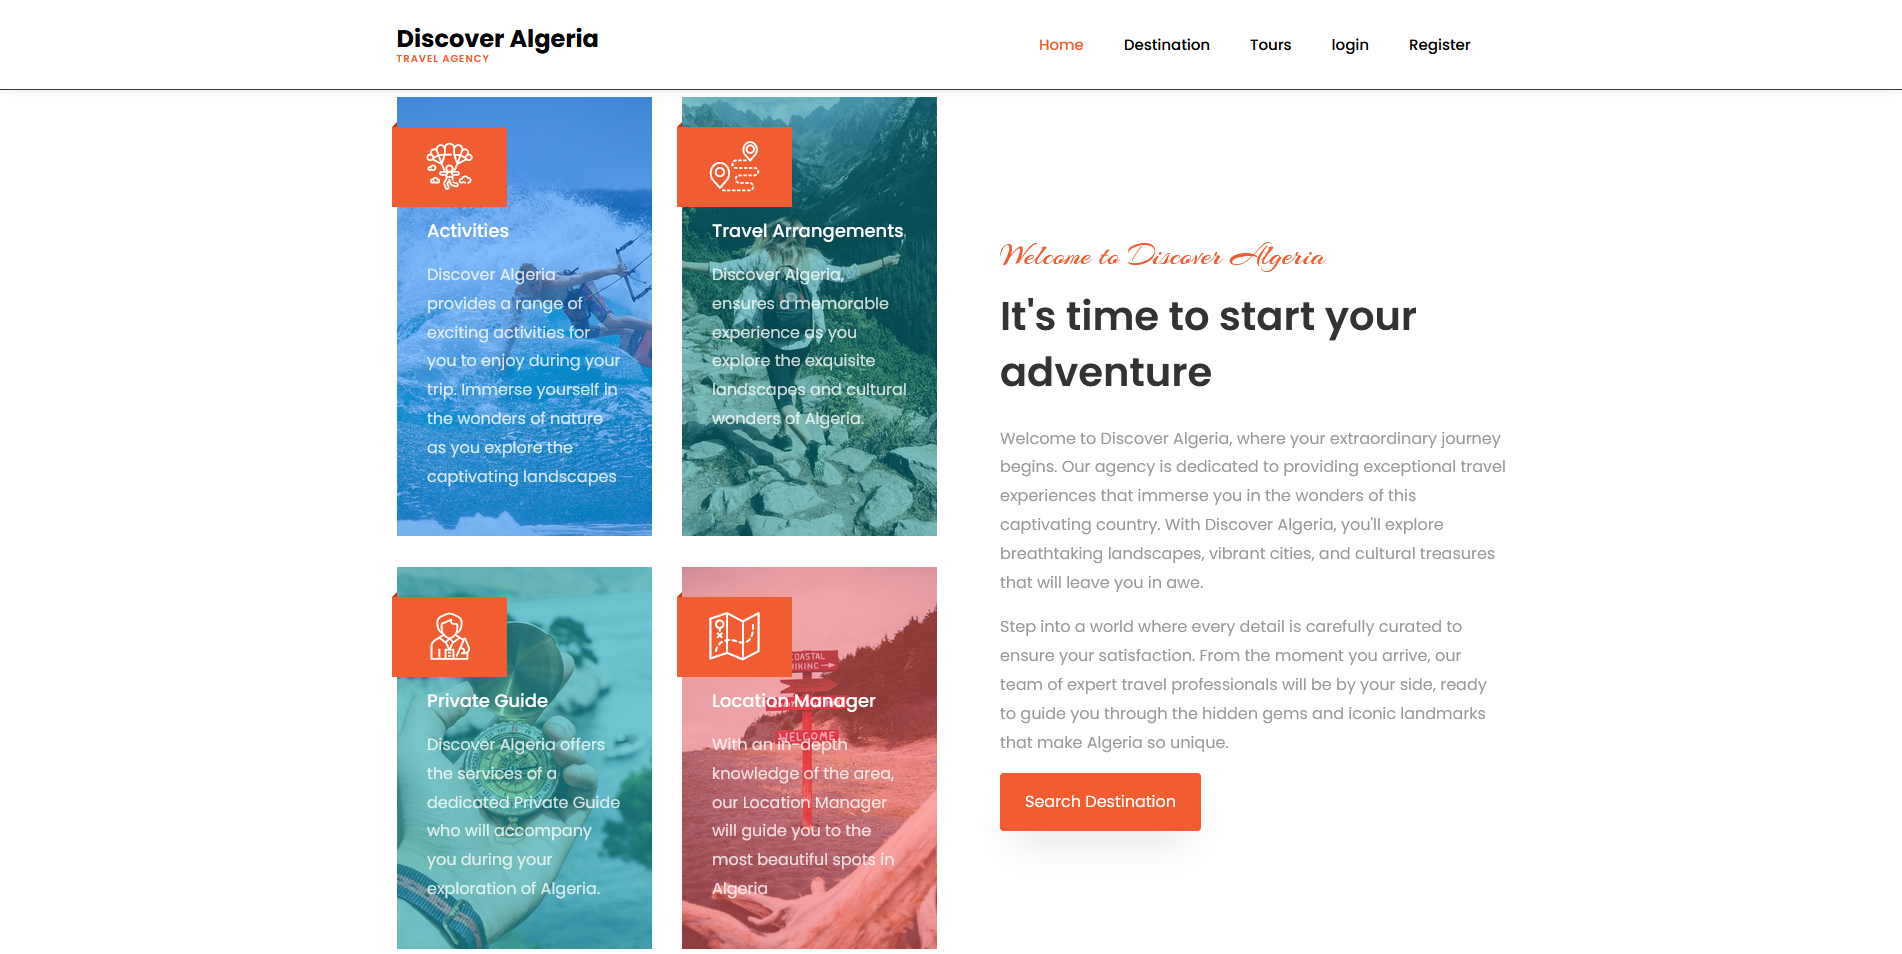 Discover Algeria
TRAVEL AGENCY
Home
Destination
Tours
login
Register
Activities
Discover Algeria
provides a range of
exciting activities for
you to enjoy during your
trip. Immerse yourself in
the wonders of nature
as you explore the
captivating landscapes
Travel Arrangements
Discover Algeria,
ensures a memorable
experience as you
explore the exquisite
landscapes and cultural
wonders of Algeria.
Private Guide
Discover Algeria offers
the services of a
dedicated Private Guide
who will accompany
you during your
exploration of Algeria.
COASTAL
HIKING
WELCOME
Location Manager
With an in-depth
knowledge of the area,
our Location Manager
will guide you to the
most beautiful spots in
Algeria
Welcome to Discover Algeria
It's time to start your
adventure
Welcome to Discover Algeria, where your extraordinary journey
begins. Our agency is dedicated to providing exceptional travel
experiences that immerse you in the wonders of this
captivating country. With Discover Algeria, you'll explore
breathtaking landscapes, vibrant cities, and cultural treasures
that will leave you in awe.
Step into a world where every detail is carefully curated to
ensure your satisfaction. From the moment you arrive, our
team of expert travel professionals will be by your side, ready
to guide you through the hidden gems and iconic landmarks
that make Algeria so unique.
Search Destination